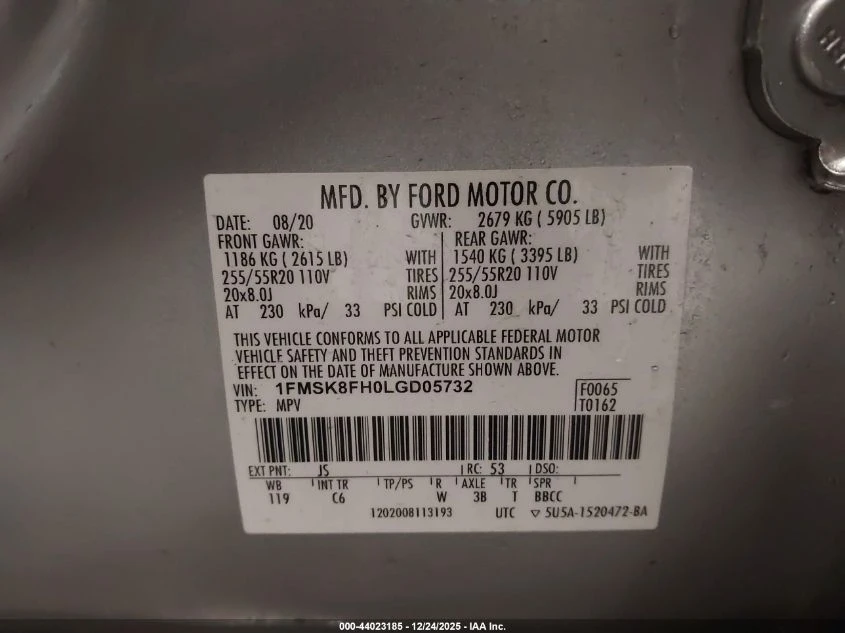 MFD. BY FORD MOTOR CO.
DATE: 08/20 GVWR: 2679 KG ( 5905 LB)
FRONT GAWR: REAR GAWR:
1186 KG ( 2615 LB) WITH 1540 KG ( 3395 LB) WITH
255/55R20 110V TIRES 255/55R20 110V TIRES
20x8.0J RIMS 20x8.0J RIMS
AT 230 kPa/ 33 PSI COLD AT 230 kPa/ 33 PSI COLD
THIS VEHICLE CONFORMS TO ALL APPLICABLE FEDERAL MOTOR
VEHICLE SAFETY AND THEFT PREVENTION STANDARDS IN
EFFECT ON THE DATE OF MANUFACTURE SHOWN ABOVE.
VIN: 1FMSK8FH0LGD05732 F0065
TYPE: MPV T0162
EXT PNT: JS RC: 53 DSO:
WB INT TR TP/PS R AXLE TR SPR
119 C6 W 3B T BBCC
1202008113193 UTC ▽ 5U5A-1520472-BA
000-44023185 - 12/24/2025 - IAA Inc.